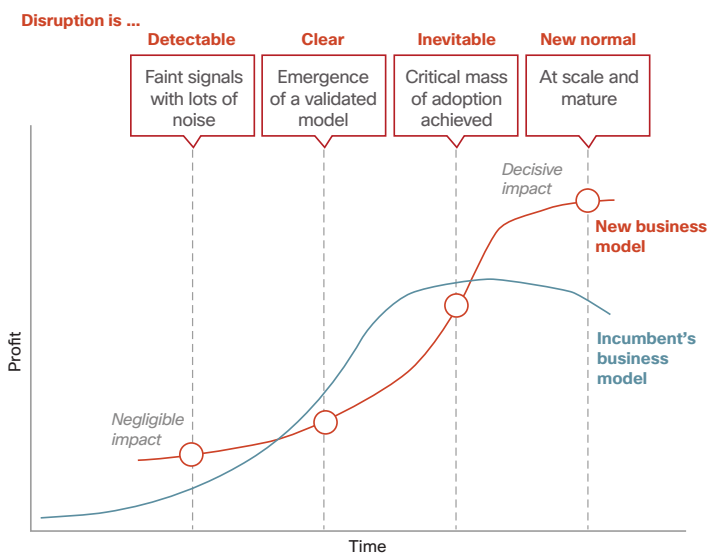 Disruption is ...
Detectable
Clear
Inevitable
New normal
Faint signals
with lots of
noise
Emergence
of a validated
model
Critical mass
of adoption
achieved
At scale and
mature
Decisive
impact
New business
model
Incumbent's
business
model
Negligible
impact
Profit
Time